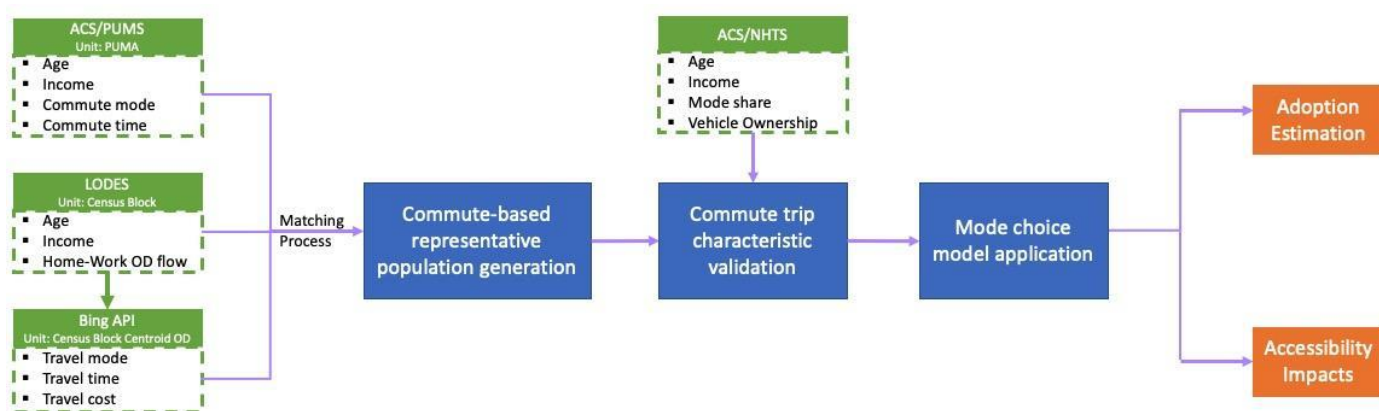 ACS/PUMS
Unit: PUMA
▪ Age
▪ Income
▪ Commute mode
▪ Commute time
LODES
Unit: Census Block
▪ Age
▪ Income
▪ Home-Work OD flow
Bing API
Unit: Census Block Centroid OD
▪ Travel mode
▪ Travel time
▪ Travel cost
Matching
Process
Commute-based
representative
population generation
ACS/NHTS
▪ Age
▪ Income
▪ Mode share
▪ Vehicle Ownership
Commute trip
characteristic
validation
Mode choice
model application
Adoption
Estimation
Accessibility
Impacts